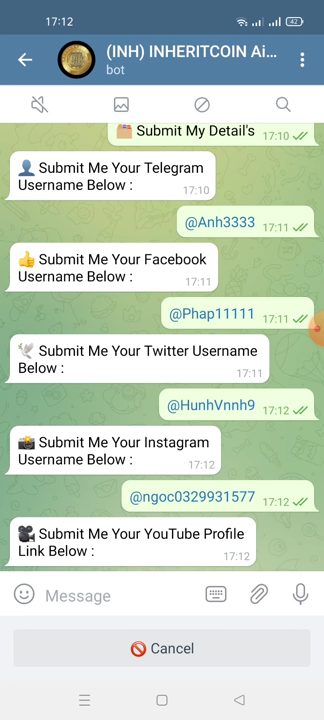 17:12
42
(INH) INHERITCOIN Ai...
bot
Submit My Detail's
17:10
Submit Me Your Telegram
Username Below :
17:10
@Anh3333
17:11
Submit Me Your Facebook
Username Below :
17:11
@Phap11111
17:11
Submit Me Your Twitter Username
Below :
17:11
@HunhVnnh9
17:12
Submit Me Your Instagram
Username Below :
17:12
@ngoc0329931577
17:12
Submit Me Your YouTube Profile
Link Below :
17:12
Message
Cancel